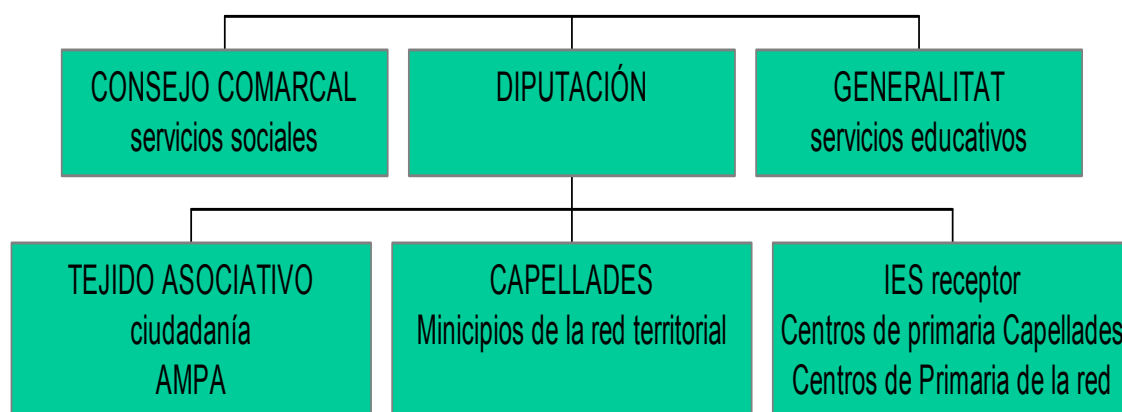 CONSEJO COMARCAL
servicios sociales
DIPUTACIÓN
GENERALITAT
servicios educativos
TEJIDO ASOCIATIVO
ciudadanía
AMPA
CAPELLADES
Minicipios de la red territorial
IES receptor
Centros de primaria Capellades
Centros de Primaria de la red